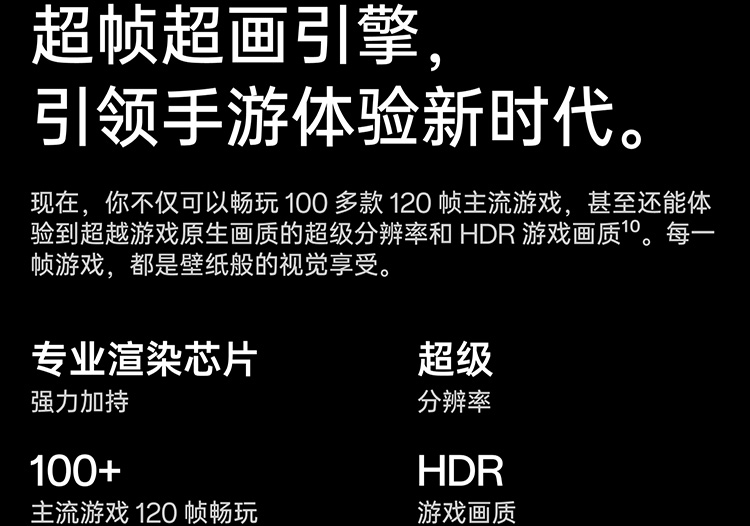 超帧超画引擎，
引领手游体验新时代。
现在，你不仅可以畅玩 100 多款 120 帧主流游戏，甚至还能体
验到超越游戏原生画质的超级分辨率和 HDR 游戏画质¹⁰。每一
帧游戏，都是壁纸般的视觉享受。
专业渲染芯片
强力加持
超级
分辨率
100+
主流游戏 120 帧畅玩
HDR
游戏画质